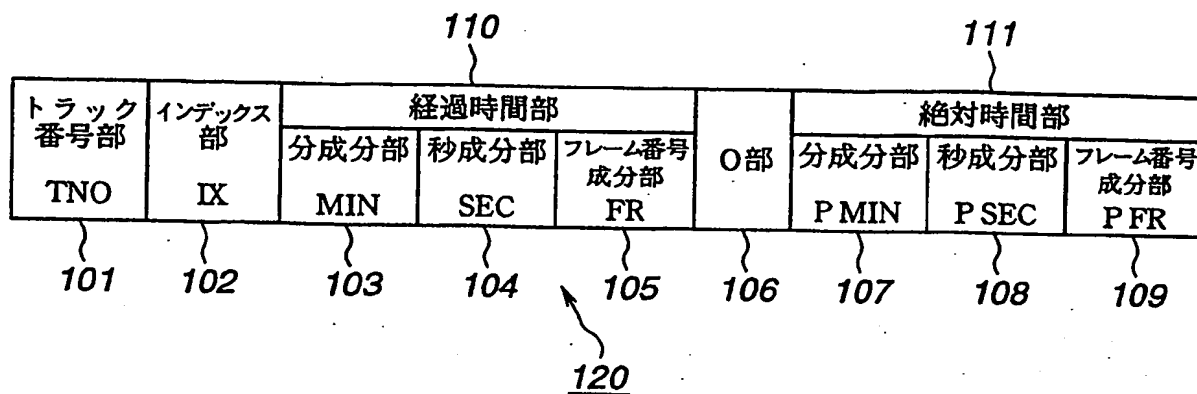 110
111
トラック
番号部
TNO
インデックス
部
IX
経過時間部
分成分部
MIN
秒成分部
SEC
フレーム番号
成分部
FR
O部
絶対時間部
分成分部
P MIN
秒成分部
P SEC
フレーム番号
成分部
P FR
101
102
103
104
105
106
107
108
109
120